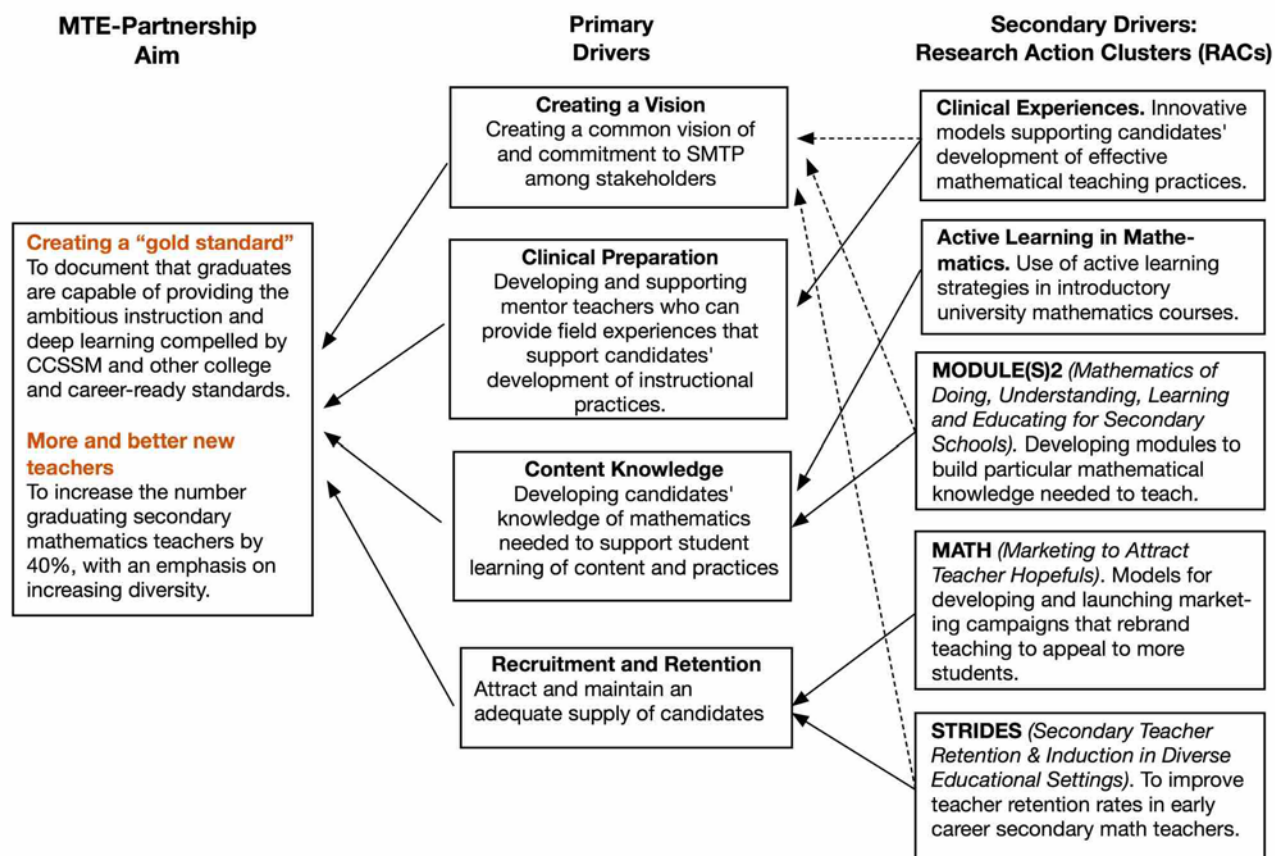 MTE-Partnership
Aim
Primary
Drivers
Secondary Drivers:
Research Action Clusters (RACs)
Creating a “gold standard”
To document that graduates
are capable of providing the
ambitious instruction and
deep learning compelled by
CCSSM and other college
and career-ready standards.
More and better new
teachers
To increase the number
graduating secondary
mathematics teachers by
40%, with an emphasis on
increasing diversity.
Creating a Vision
Creating a common vision of
and commitment to SMTP
among stakeholders
Clinical Preparation
Developing and supporting
mentor teachers who can
provide field experiences that
support candidates'
development of instructional
practices.
Content Knowledge
Developing candidates'
knowledge of mathematics
needed to support student
learning of content and practices
Recruitment and Retention
Attract and maintain an
adequate supply of candidates
Clinical Experiences. Innovative
models supporting candidates'
development of effective
mathematical teaching practices.
Active Learning in Mathe-
matics. Use of active learning
strategies in introductory
university mathematics courses.
MODULE(S)2 (Mathematics of
Doing, Understanding, Learning
and Educating for Secondary
Schools). Developing modules to
build particular mathematical
knowledge needed to teach.
MATH (Marketing to Attract
Teacher Hopefuls). Models for
developing and launching market-
ing campaigns that rebrand
teaching to appeal to more
students.
STRIDES (Secondary Teacher
Retention & Induction in Diverse
Educational Settings). To improve
teacher retention rates in early
career secondary math teachers.